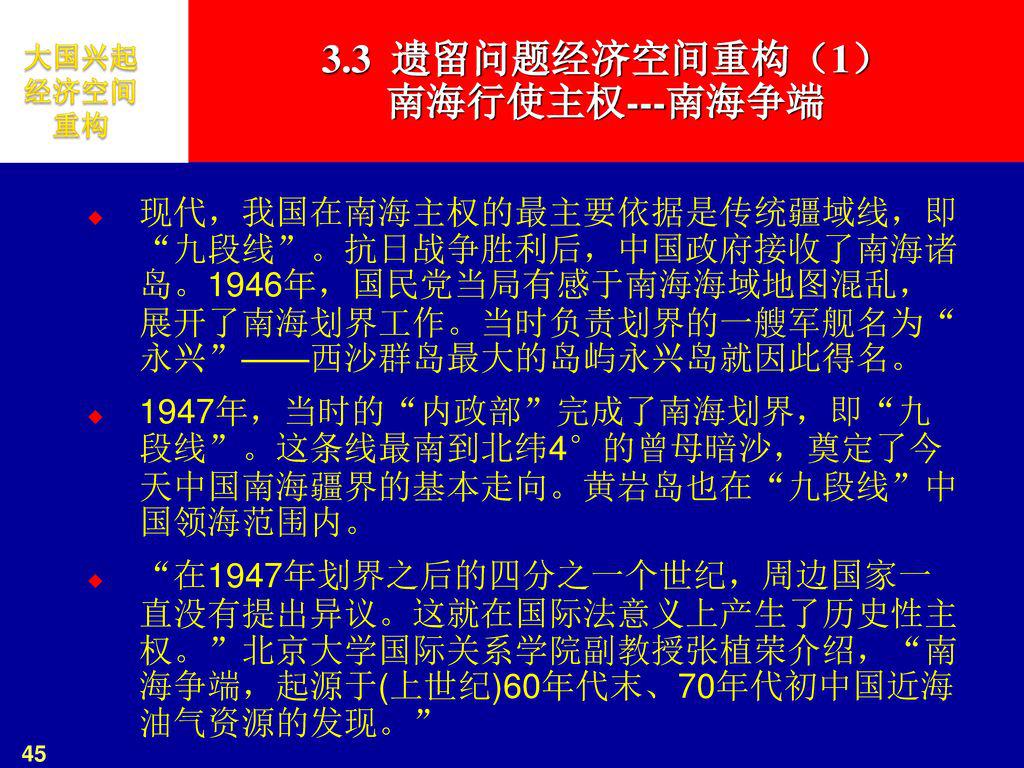 大国兴起
经济空间
重构
3.3 遗留问题经济空间重构（1）
南海行使主权---南海争端
现代，我国在南海主权的最主要依据是传统疆域线，即
“九段线”。抗日战争胜利后，中国政府接收了南海诸
岛。1946年，国民党当局有感于南海海域地图混乱，
展开了南海划界工作。当时负责划界的一艘军舰名为“
永兴”——西沙群岛最大的岛屿永兴岛就因此得名。
1947年，当时的“内政部”完成了南海划界，即“九
段线”。这条线最南到北纬4°的曾母暗沙，奠定了今
天中国南海疆界的基本走向。黄岩岛也在“九段线”中
国领海范围内。
“在1947年划界之后的四分之一个世纪，周边国家一
直没有提出异议。这就在国际法意义上产生了历史性主
权。”北京大学国际关系学院副教授张植荣介绍，“南
海争端，起源于(上世纪)60年代末、70年代初中国近海
油气资源的发现。”
45